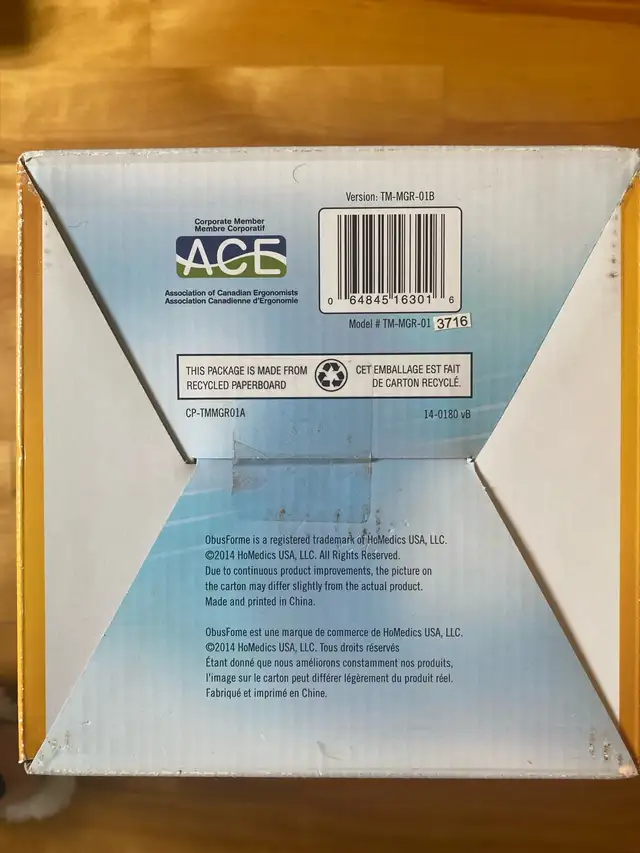 Version: TM-MGR-01B
Corporate Member
Membre Corporatif
ACE
Association of Canadian Ergonomists
Association Canadienne d'Ergonomie
0 64845 16301 6
Model # TM-MGR-01 3716
THIS PACKAGE IS MADE FROM
RECYCLED PAPERBOARD
CET EMBALLAGE EST FAIT
DE CARTON RECYCLÉ.
CP-TMMGR01A
14-0180 vB
ObusForme is a registered trademark of HoMedics USA, LLC.
©2014 HoMedics USA, LLC. All Rights Reserved.
Due to continuous product improvements, the picture on
the carton may differ slightly from the actual product.
Made and printed in China.
ObusFome est une marque de commerce de HoMedics USA, LLC.
©2014 HoMedics USA, LLC. Tous droits réservés
Étant donné que nous améliorons constamment nos produits,
l'image sur le carton peut différer légèrement du produit réel.
Fabriqué et imprimé en Chine.